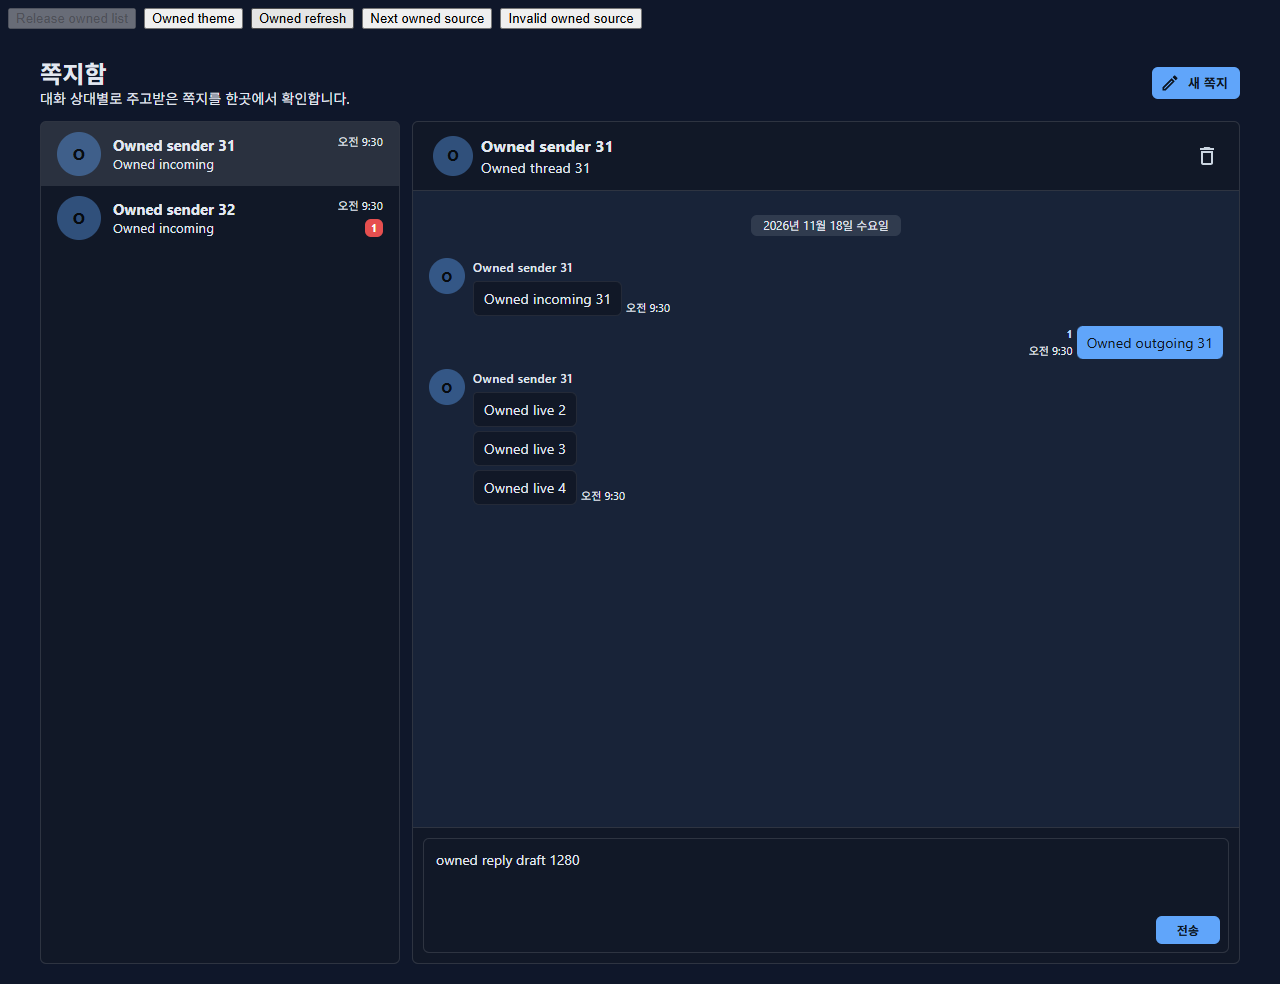 Release owned list
Owned theme
Owned refresh
Next owned source
Invalid owned source
쪽지함
대화 상대별로 주고받은 쪽지를 한곳에서 확인합니다.
새 쪽지
O
Owned sender 31
오전 9:30
Owned incoming
O
Owned sender 32
오전 9:30
Owned incoming
1
O
Owned sender 31
Owned thread 31
2026년 11월 18일 수요일
O
Owned sender 31
Owned incoming 31
오전 9:30
1
오전 9:30
Owned outgoing 31
O
Owned sender 31
Owned live 2
Owned live 3
Owned live 4
오전 9:30
owned reply draft 1280
전송